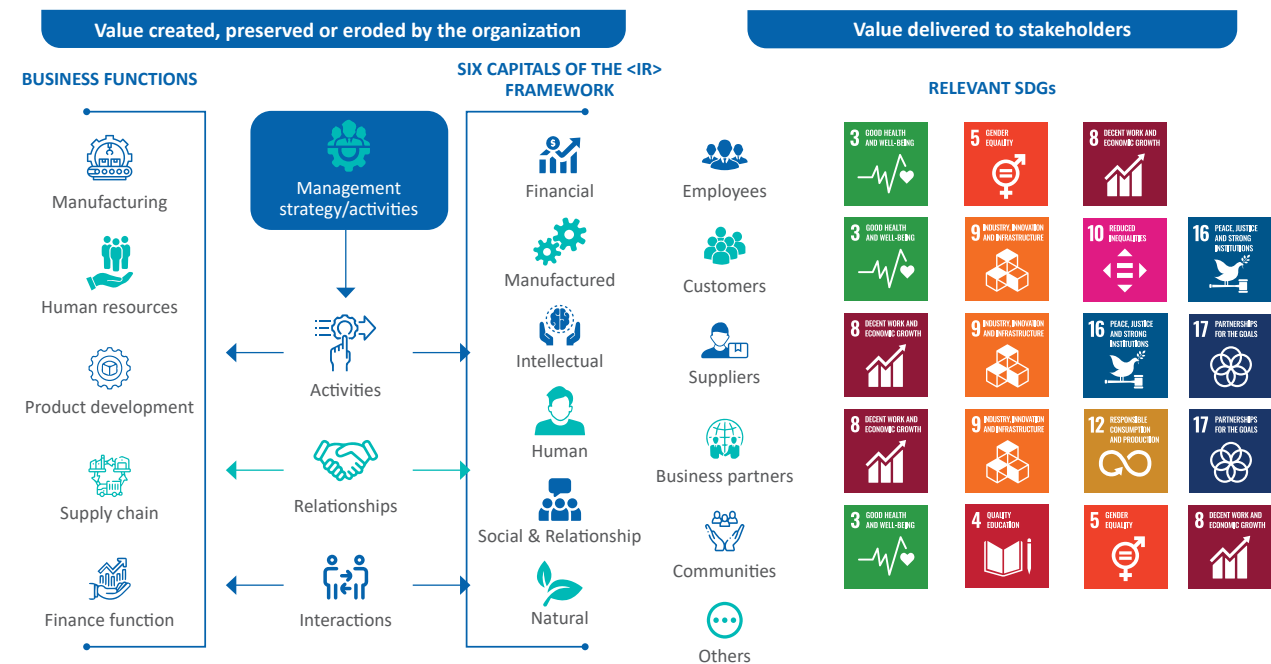 Value created, preserved or eroded by the organization
Value delivered to stakeholders
BUSINESS FUNCTIONS
SIX CAPITALS OF THE <IR>
FRAMEWORK
RELEVANT SDGs
Manufacturing
Human resources
Product development
Supply chain
Finance function
Management
strategy/activities
Activities
Relationships
Interactions
$
Financial
Manufactured
Intellectual
Human
Social & Relationship
Natural
Employees
3 GOOD HEALTH
AND WELL-BEING
5 GENDER
EQUALITY
8 DECENT WORK AND
ECONOMIC GROWTH
Customers
3 GOOD HEALTH
AND WELL-BEING
9 INDUSTRY, INNOVATION
AND INFRASTRUCTURE
10 REDUCED
INEQUALITIES
16 PEACE, JUSTICE
AND STRONG
INSTITUTIONS
Suppliers
8 DECENT WORK AND
ECONOMIC GROWTH
9 INDUSTRY, INNOVATION
AND INFRASTRUCTURE
16 PEACE, JUSTICE
AND STRONG
INSTITUTIONS
17 PARTNERSHIPS
FOR THE GOALS
Business partners
8 DECENT WORK AND
ECONOMIC GROWTH
9 INDUSTRY, INNOVATION
AND INFRASTRUCTURE
12 RESPONSIBLE
CONSUMPTION
AND PRODUCTION
17 PARTNERSHIPS
FOR THE GOALS
Communities
3 GOOD HEALTH
AND WELL-BEING
4 QUALITY
EDUCATION
5 GENDER
EQUALITY
8 DECENT WORK AND
ECONOMIC GROWTH
Others